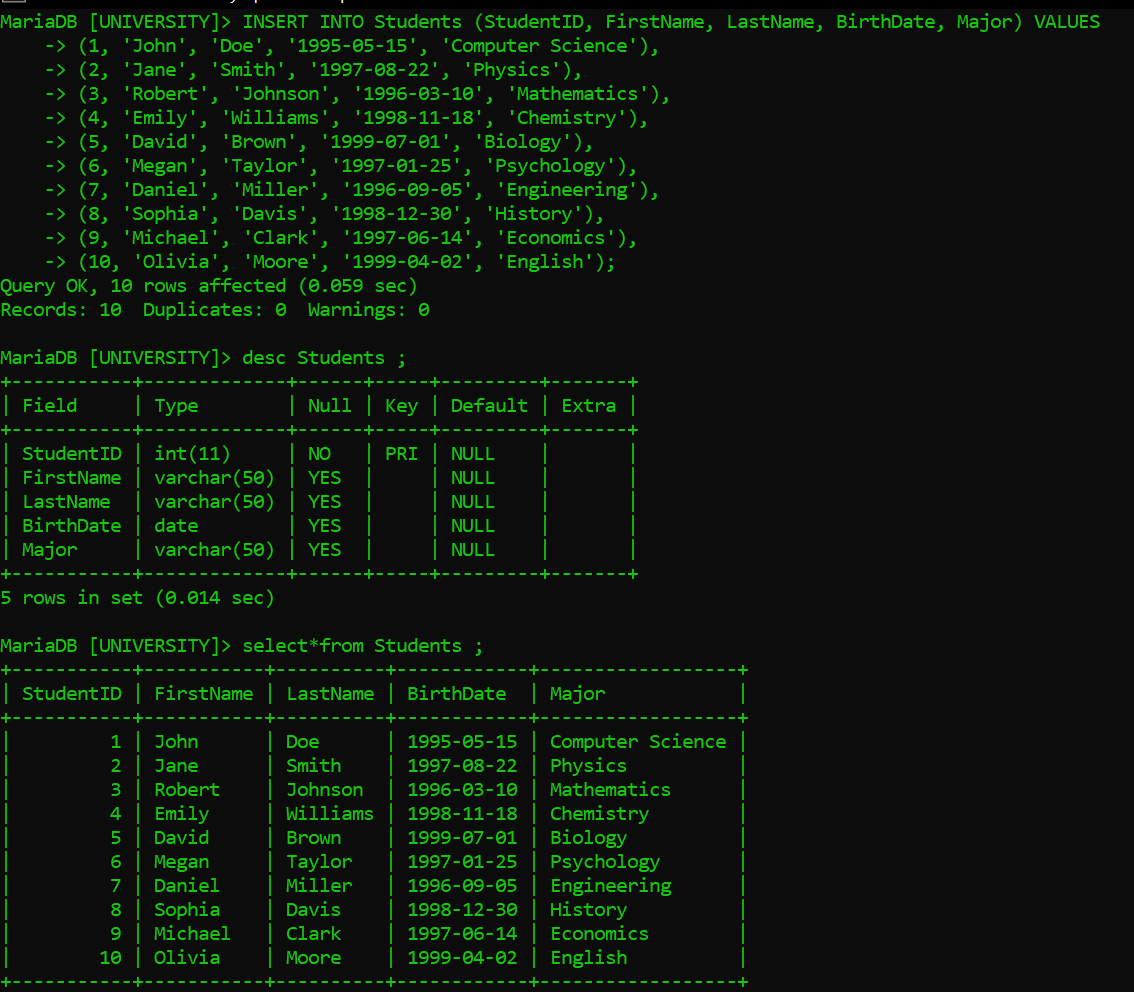 MariaDB [UNIVERSITY]> INSERT INTO Students (StudentID, FirstName, LastName, BirthDate, Major) VALUES
    -> (1, 'John', 'Doe', '1995-05-15', 'Computer Science'),
    -> (2, 'Jane', 'Smith', '1997-08-22', 'Physics'),
    -> (3, 'Robert', 'Johnson', '1996-03-10', 'Mathematics'),
    -> (4, 'Emily', 'Williams', '1998-11-18', 'Chemistry'),
    -> (5, 'David', 'Brown', '1999-07-01', 'Biology'),
    -> (6, 'Megan', 'Taylor', '1997-01-25', 'Psychology'),
    -> (7, 'Daniel', 'Miller', '1996-09-05', 'Engineering'),
    -> (8, 'Sophia', 'Davis', '1998-12-30', 'History'),
    -> (9, 'Michael', 'Clark', '1997-06-14', 'Economics'),
    -> (10, 'Olivia', 'Moore', '1999-04-02', 'English');
Query OK, 10 rows affected (0.059 sec)
Records: 10  Duplicates: 0  Warnings: 0

MariaDB [UNIVERSITY]> desc Students ;
+-----------+-------------+------+-----+---------+-------+
| Field     | Type        | Null | Key | Default | Extra |
+-----------+-------------+------+-----+---------+-------+
| StudentID | int(11)     | NO   | PRI | NULL    |       |
| FirstName | varchar(50) | YES  |     | NULL    |       |
| LastName  | varchar(50) | YES  |     | NULL    |       |
| BirthDate | date        | YES  |     | NULL    |       |
| Major     | varchar(50) | YES  |     | NULL    |       |
+-----------+-------------+------+-----+---------+-------+
5 rows in set (0.014 sec)

MariaDB [UNIVERSITY]> select*from Students ;
+-----------+-----------+----------+------------+------------------+
| StudentID | FirstName | LastName | BirthDate  | Major            |
+-----------+-----------+----------+------------+------------------+
|         1 | John      | Doe      | 1995-05-15 | Computer Science |
|         2 | Jane      | Smith    | 1997-08-22 | Physics          |
|         3 | Robert    | Johnson  | 1996-03-10 | Mathematics      |
|         4 | Emily     | Williams | 1998-11-18 | Chemistry        |
|         5 | David     | Brown    | 1999-07-01 | Biology          |
|         6 | Megan     | Taylor   | 1997-01-25 | Psychology       |
|         7 | Daniel    | Miller   | 1996-09-05 | Engineering      |
|         8 | Sophia    | Davis    | 1998-12-30 | History          |
|         9 | Michael   | Clark    | 1997-06-14 | Economics        |
|        10 | Olivia    | Moore    | 1999-04-02 | English          |
+-----------+-----------+----------+------------+------------------+